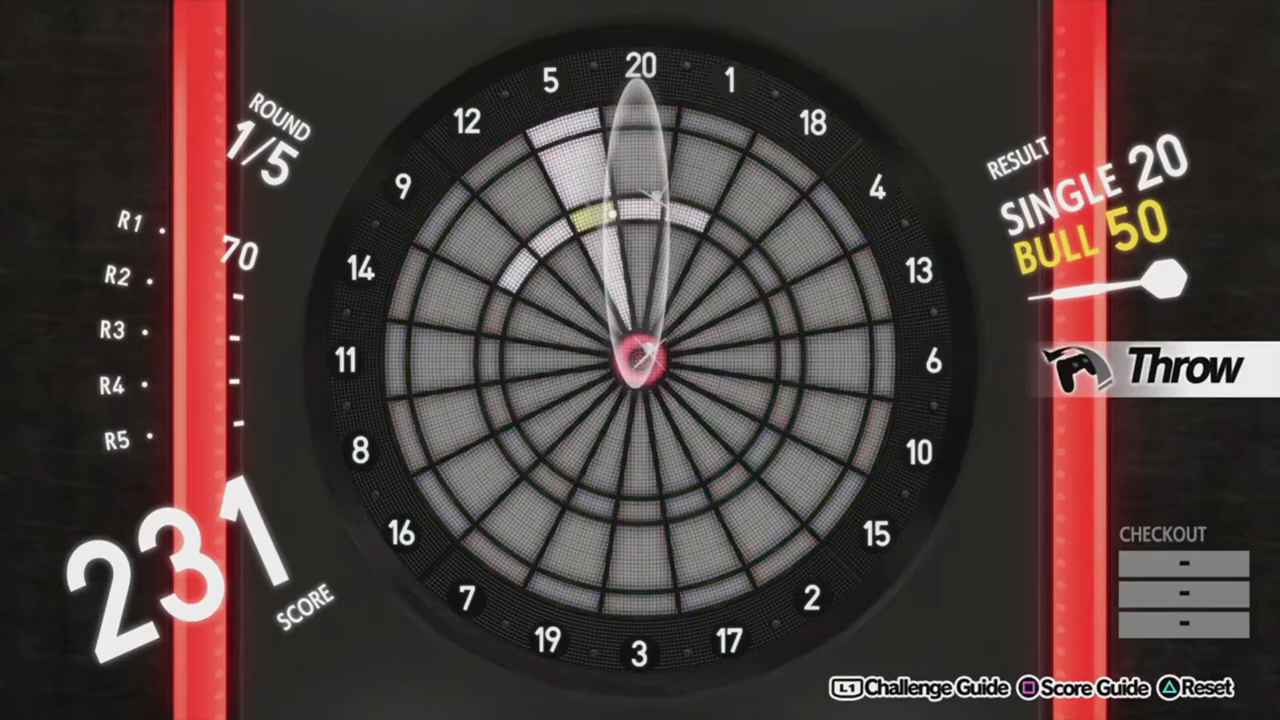 ROUND
1/5
R1
70
R2
-
R3
-
R4
-
R5
-
231
SCORE
20
1
18
4
13
6
10
15
2
17
3
19
7
16
8
11
14
9
12
5
RESULT
SINGLE 20
BULL 50
Throw
CHECKOUT
-
-
-
L1 Challenge Guide Score Guide Reset